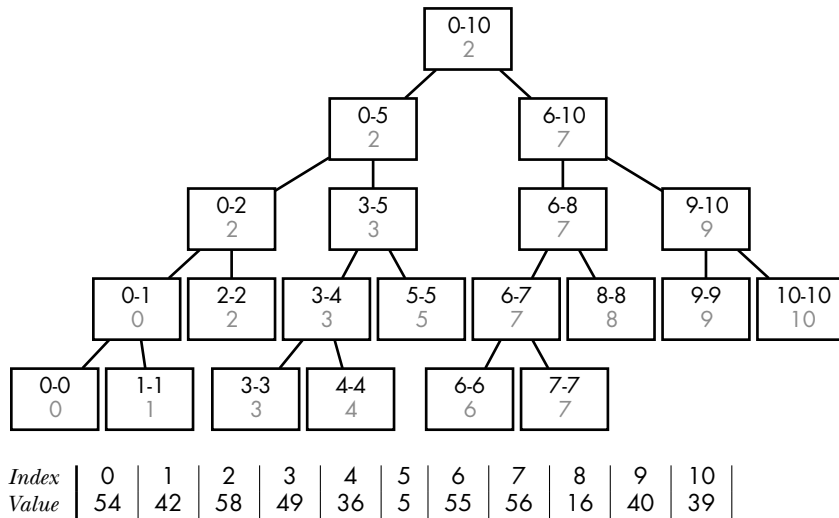 0-10
2
0-5 6-10
2 7
0-2 3-5 6-8 9-10
2 3 7 9
0-1 2-2 3-4 5-5 6-7 8-8 9-9 10-10
0 2 3 5 7 8 9 10
0-0 1-1 3-3 4-4 6-6 7-7
0 1 3 4 6 7
Index 0 1 2 3 4 5 6 7 8 9 10
Value 54 42 58 49 36 5 55 56 16 40 39